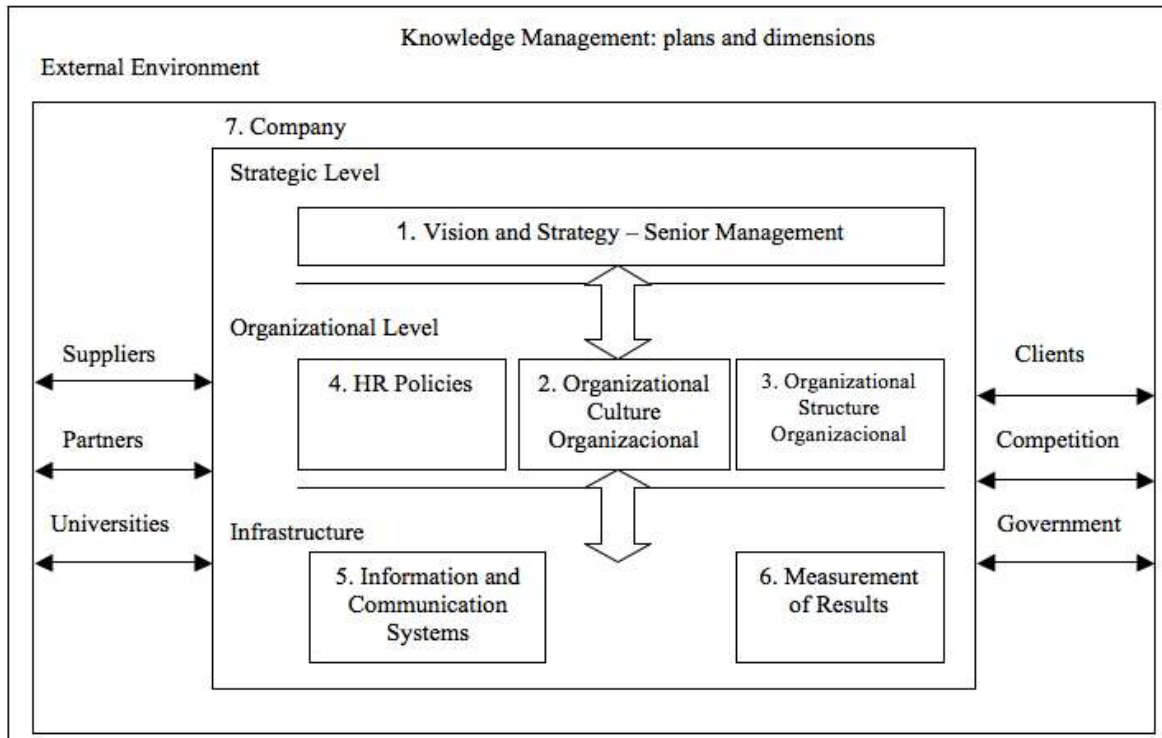 Knowledge Management: plans and dimensions
External Environment
7. Company
Strategic Level
1. Vision and Strategy – Senior Management
Organizational Level
Suppliers
Partners
Universities
4. HR Policies
2. Organizational
Culture
Organizacional
3. Organizational
Structure
Organizacional
Clients
Competition
Government
Infrastructure
5. Information and
Communication
Systems
6. Measurement
of Results